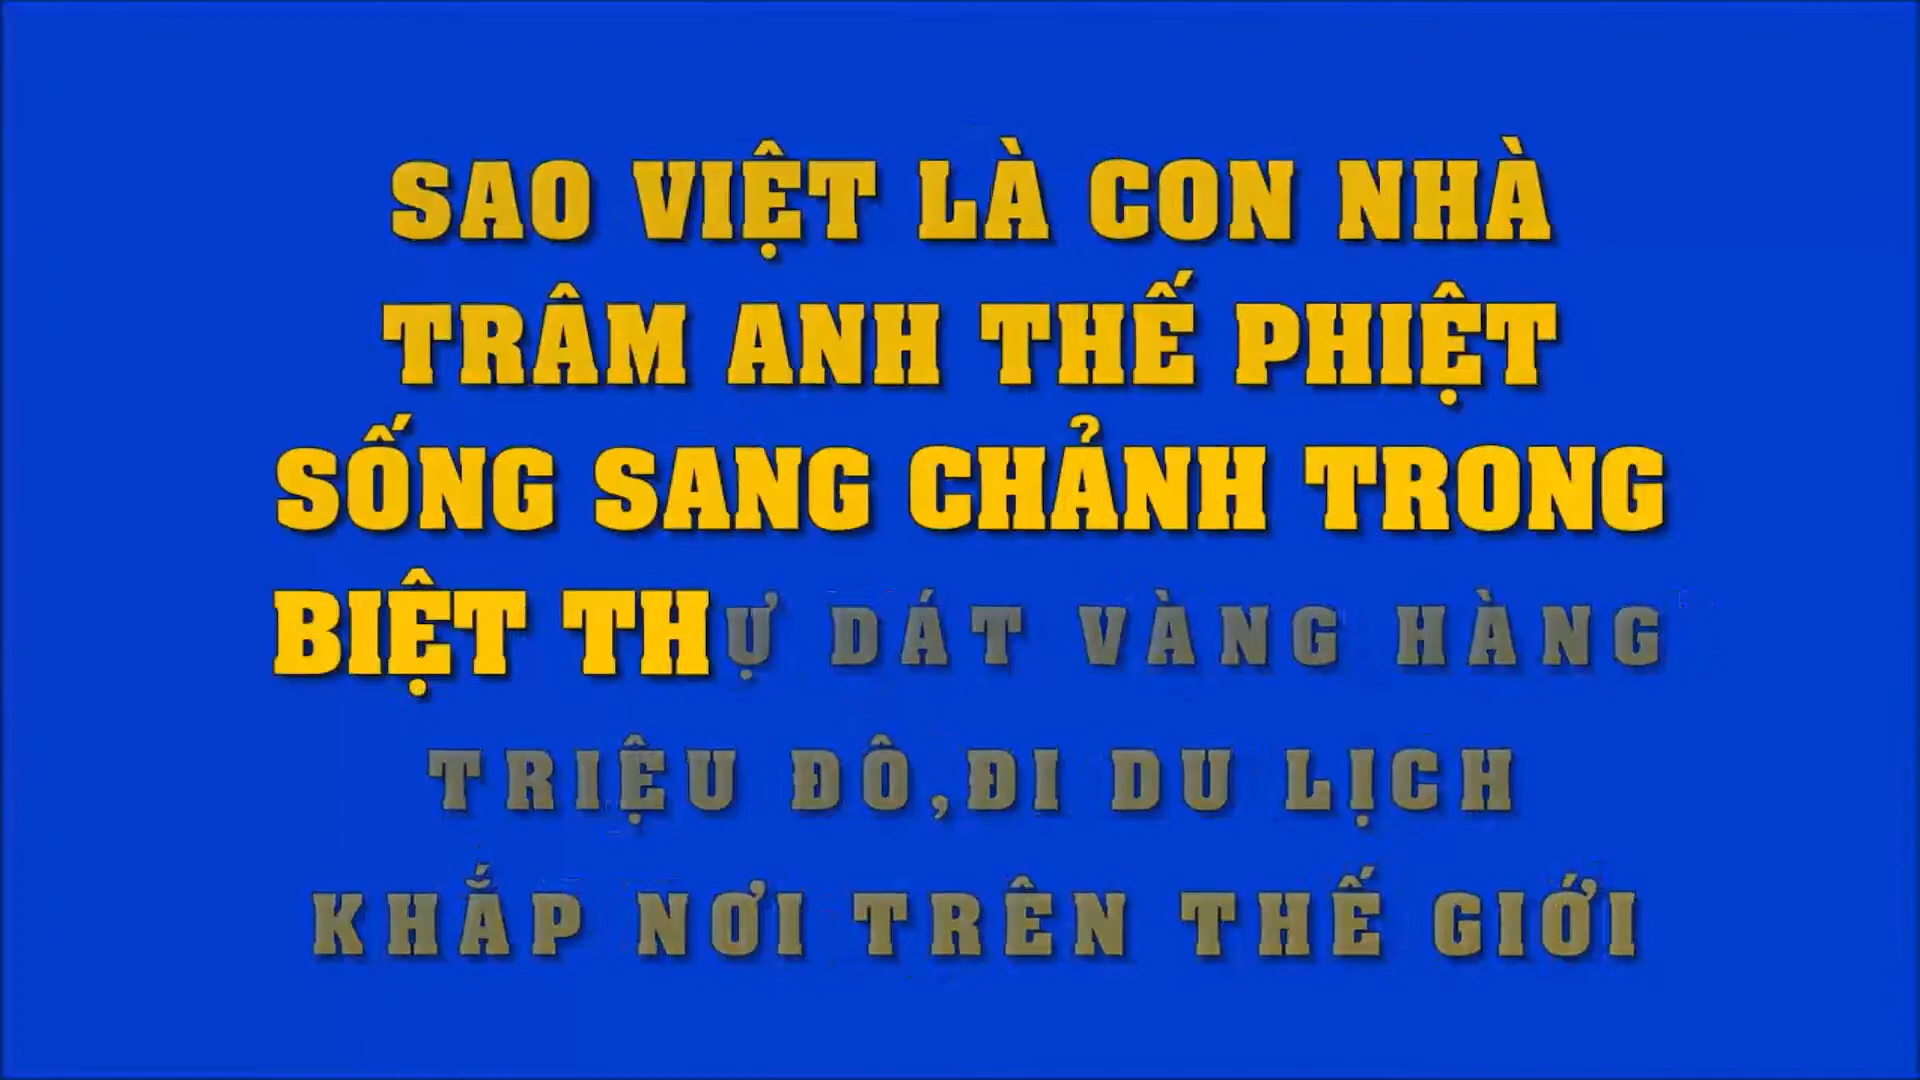 SAO VIỆT LÀ CON NHÀ
TRÂM ANH THẾ PHIỆT
SỐNG SANG CHẢNH TRONG
BIỆT THỰ DÁT VÀNG HÀNG
TRIỆU ĐÔ,ĐI DU LỊCH
KHẮP NƠI TRÊN THẾ GIỚI